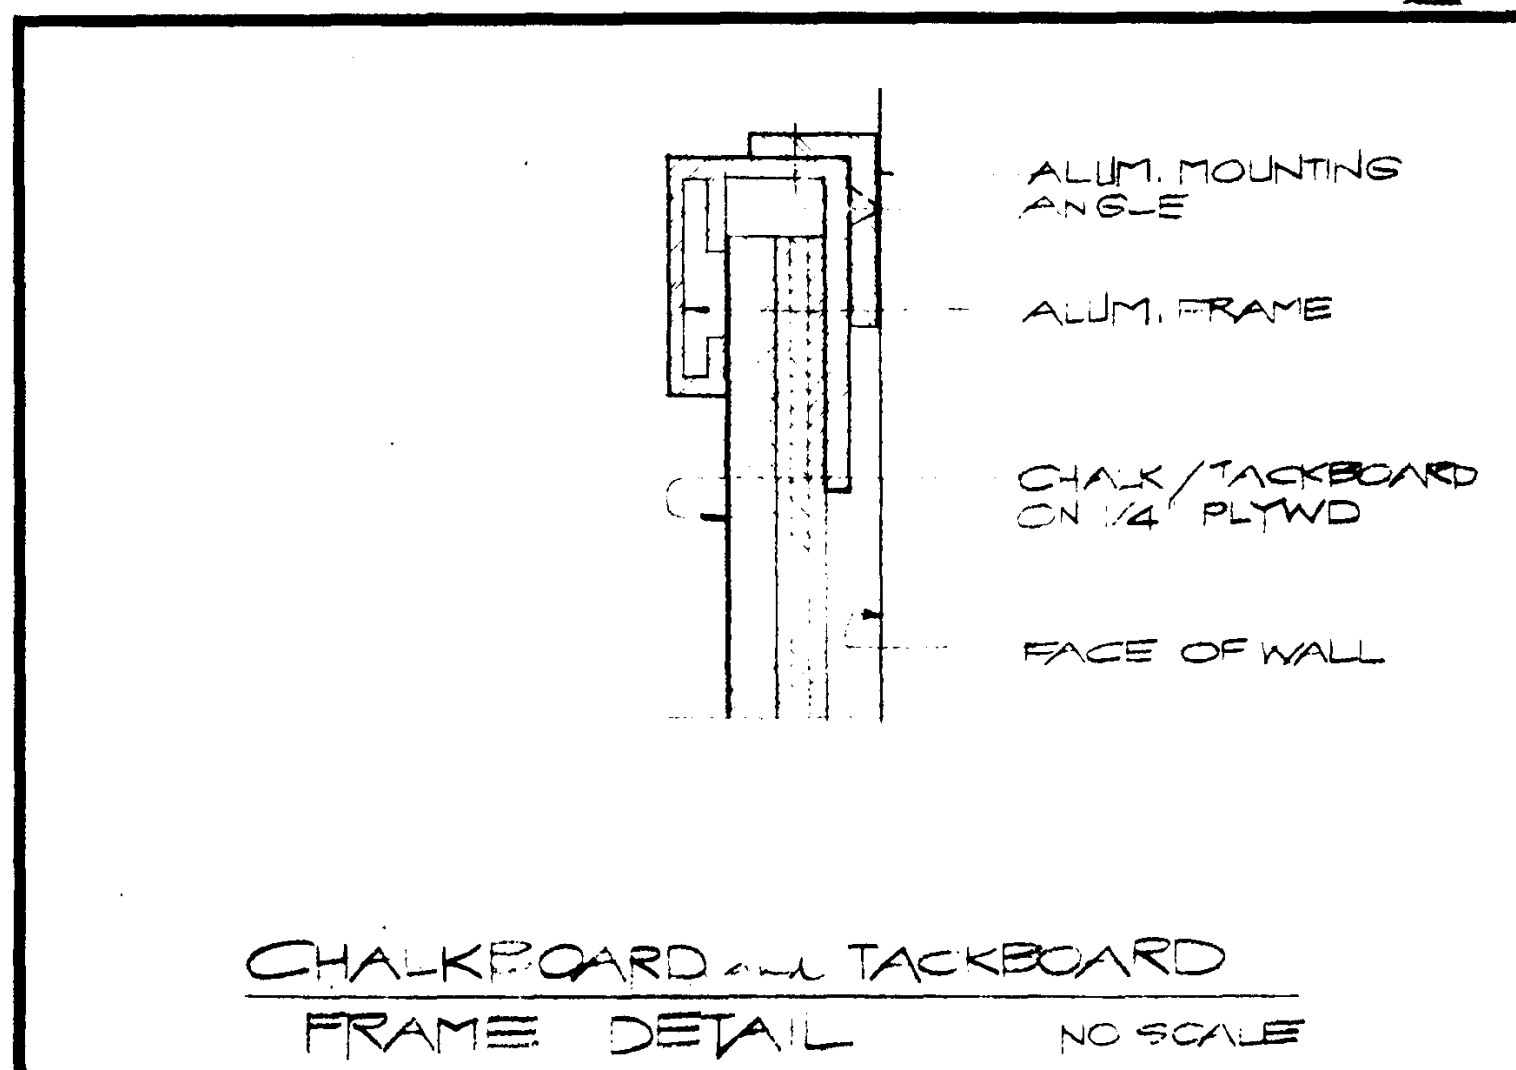 ALUM. MOUNTING
ANGLE
ALUM. FRAME
CHALK/TACKBOARD
ON 1/4" PLYWD
FACE OF WALL
CHALKBOARD and TACKBOARD
FRAME DETAIL NO SCALE